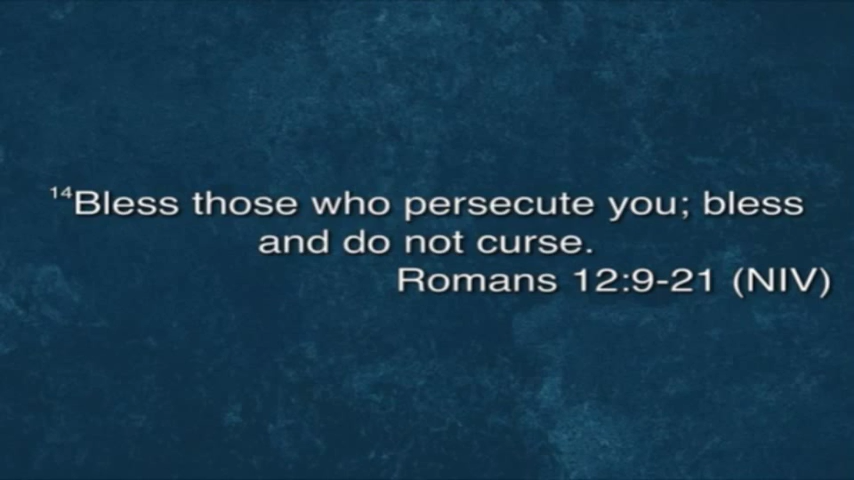 14Bless those who persecute you; bless
and do not curse.
Romans 12:9-21 (NIV)